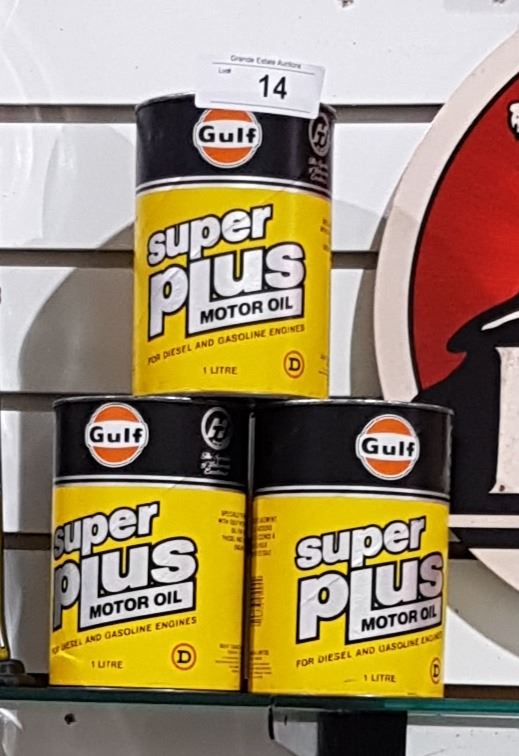 Grande Estate Auctions
Lot# 14
Gulf
super
plus
MOTOR OIL
FOR DIESEL AND GASOLINE ENGINES
1 LITRE
D
Gulf
super
plus
MOTOR OIL
FOR DIESEL AND GASOLINE ENGINES
1 LITRE
D
Gulf
super
plus
MOTOR OIL
FOR DIESEL AND GASOLINE ENGINES
1 LITRE
D